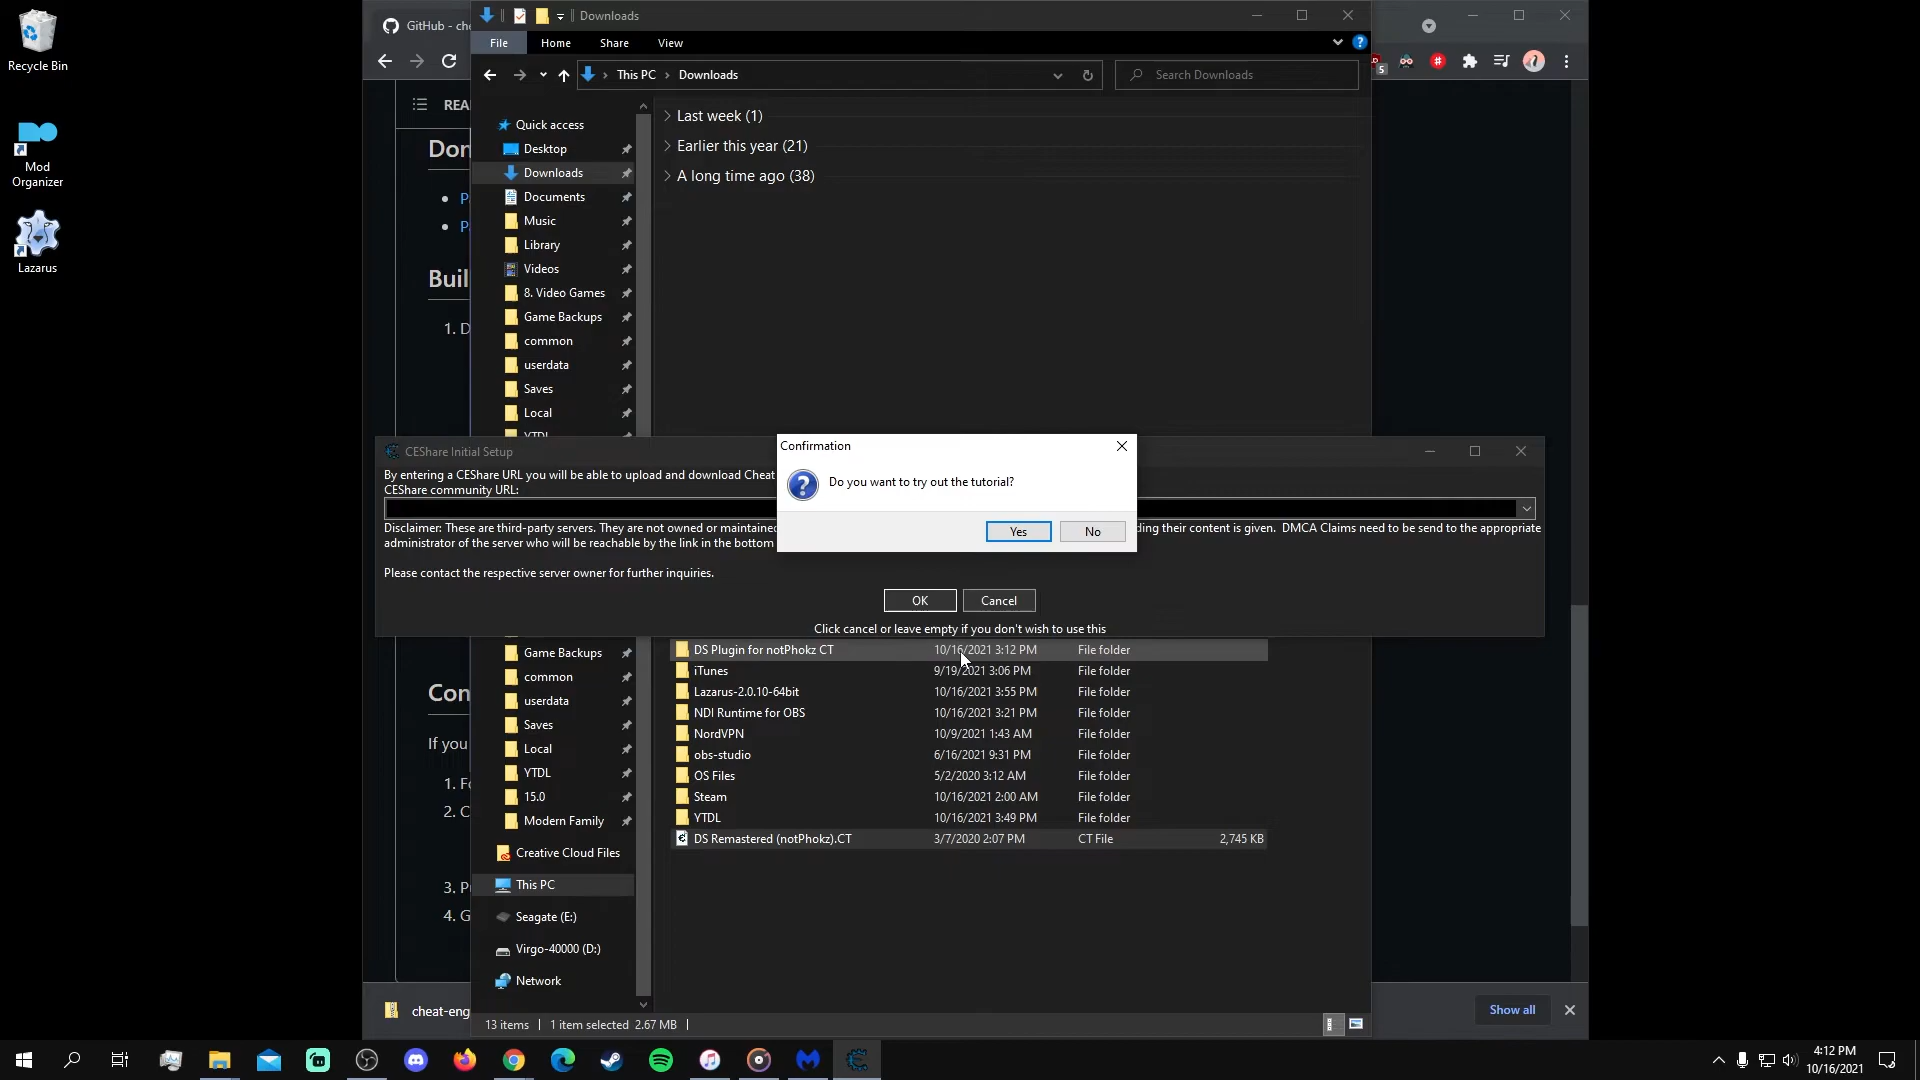 Recycle Bin
Mod
Organizer
Lazarus
GitHub - che
Downloads
File
Home
Share
View
This PC
Downloads
Search Downloads
5
REA
Don
P
P
Buil
1. D
Con
If you
1. Fo
2. C
3. P
4. G
Quick access
Desktop
Downloads
Documents
Music
Library
Videos
8. Video Games
Game Backups
common
userdata
Saves
Local
YTDL
Last week (1)
Earlier this year (21)
A long time ago (38)
CEShare Initial Setup
By entering a CEShare URL you will be able to upload and download Cheat
CEShare community URL:
Disclaimer: These are third-party servers. They are not owned or maintained
ding their content is given. DMCA Claims need to be send to the appropriate
administrator of the server who will be reachable by the link in the bottom
Please contact the respective server owner for further inquiries.
OK
Cancel
Click cancel or leave empty if you don't wish to use this
Confirmation
Do you want to try out the tutorial?
Yes
No
Game Backups
common
userdata
Saves
Local
YTDL
15.0
Modern Family
Creative Cloud Files
This PC
Seagate (E:)
Virgo-40000 (D:)
Network
DS Plugin for notPhokz CT 10/16/2021 3:12 PM File folder
iTunes 9/19/2021 3:06 PM File folder
Lazarus-2.0.10-64bit 10/16/2021 3:55 PM File folder
NDI Runtime for OBS 10/16/2021 3:21 PM File folder
NordVPN 10/9/2021 1:43 AM File folder
obs-studio 6/16/2021 9:31 PM File folder
OS Files 5/2/2020 3:12 AM File folder
Steam 10/16/2021 2:00 AM File folder
YTDL 10/16/2021 3:49 PM File folder
DS Remastered (notPhokz).CT 3/7/2020 2:07 PM CT File 2,745 KB
13 items
1 item selected 2.67 MB
cheat-eng
Show all
4:12 PM
10/16/2021